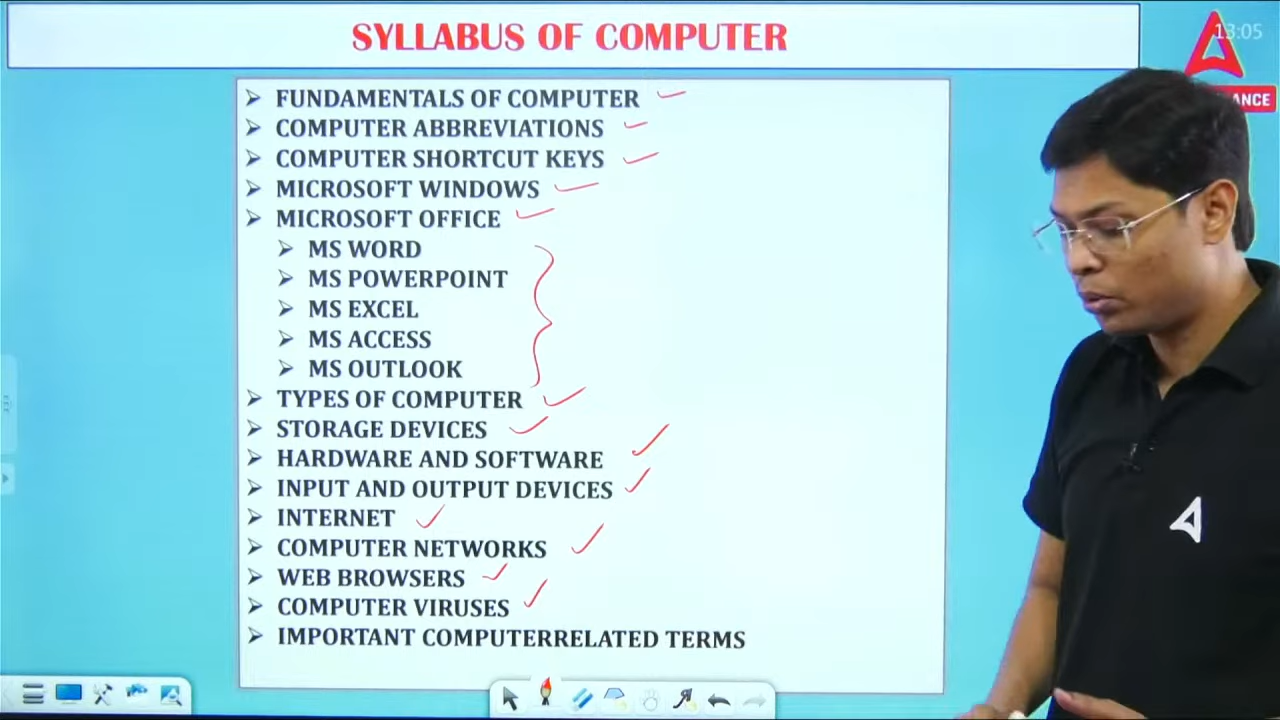 SYLLABUS OF COMPUTER
13:05
ANCE
FUNDAMENTALS OF COMPUTER
COMPUTER ABBREVIATIONS
COMPUTER SHORTCUT KEYS
MICROSOFT WINDOWS
MICROSOFT OFFICE
MS WORD
MS POWERPOINT
MS EXCEL
MS ACCESS
MS OUTLOOK
TYPES OF COMPUTER
STORAGE DEVICES
HARDWARE AND SOFTWARE
INPUT AND OUTPUT DEVICES
INTERNET
COMPUTER NETWORKS
WEB BROWSERS
COMPUTER VIRUSES
IMPORTANT COMPUTERRELATED TERMS